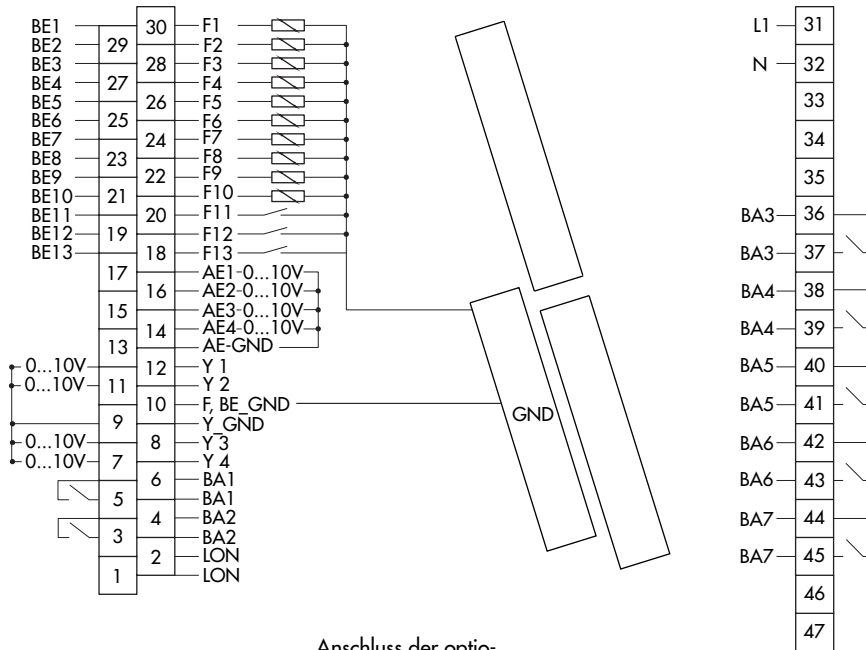 BE1 30 F1
BE2 29 F2
BE3 28 F3
BE4 27 F4
BE5 26 F5
BE6 25 F6
BE7 24 F7
BE8 23 F8
BE9 22 F9
BE10 21 F10
BE11 20 F11
BE12 19 F12
BE13 18 F13
17 AE1-0...10V
16 AE2-0...10V
15 AE3-0...10V
14 AE4-0...10V
13 AE-GND
0...10V 12 Y 1
0...10V 11 Y 2
10 F, BE_GND
9 Y_GND
0...10V 8 Y 3
0...10V 7 Y 4
6 BA1
5 BA1
4 BA2
3 BA2
2 LON
1 LON
GND
L1 31
N 32
33
34
35
BA3 36
BA3 37
BA4 38
BA4 39
BA5 40
BA5 41
BA6 42
BA6 43
BA7 44
BA7 45
46
47
Anschluss der optio-